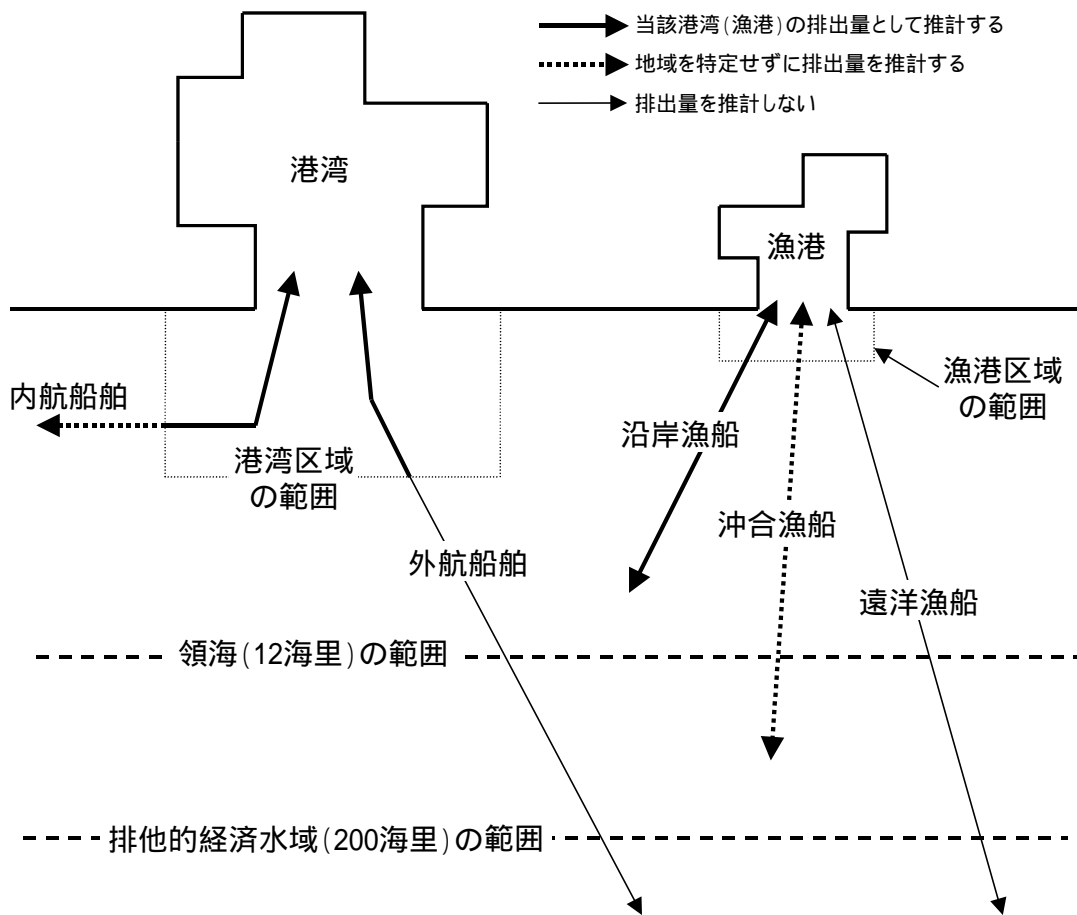 当該港湾(漁港)の排出量として推計する
地域を特定せずに排出量を推計する
排出量を推計しない
港湾
漁港
内航船舶
港湾区域
の範囲
漁港区域
の範囲
沿岸漁船
沖合漁船
外航船舶
遠洋漁船
領海(12海里)の範囲
排他的経済水域(200海里)の範囲